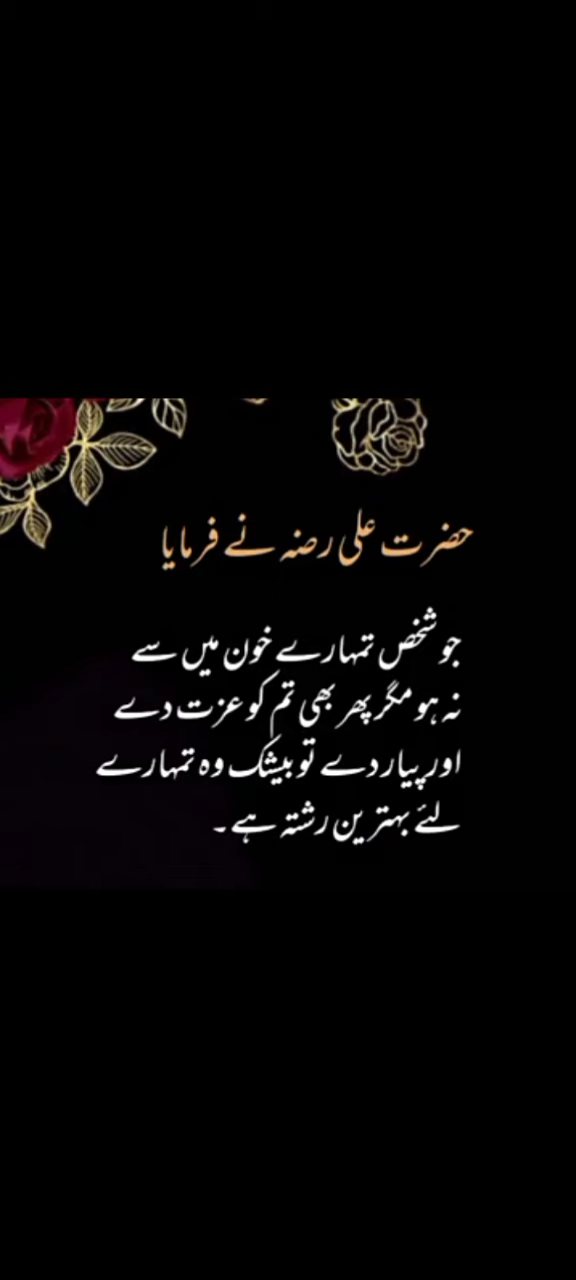 حضرت علی رضہ نے فرمایا
جو شخص تمہارے خون میں سے
نہ ہو مگر پھر بھی تم کو عزت دے
اور پیار دے تو بیشک وہ تمہارے
لئے بہترین رشتہ ہے۔